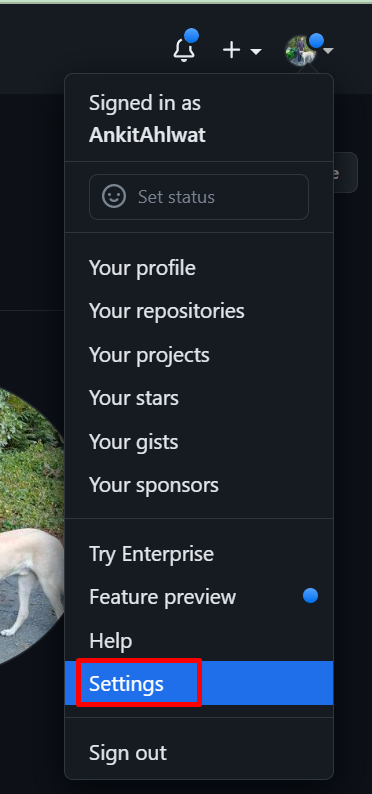 Signed in as
AnkitAhlwat
Set status
Your profile
Your repositories
Your projects
Your stars
Your gists
Your sponsors
Try Enterprise
Feature preview
Help
Settings
Sign out